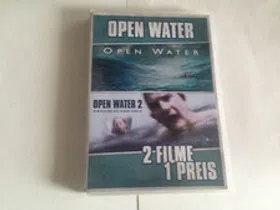 OPEN WATER
OPEN WATER
OPEN WATER 2
2 FILME
1 PREIS